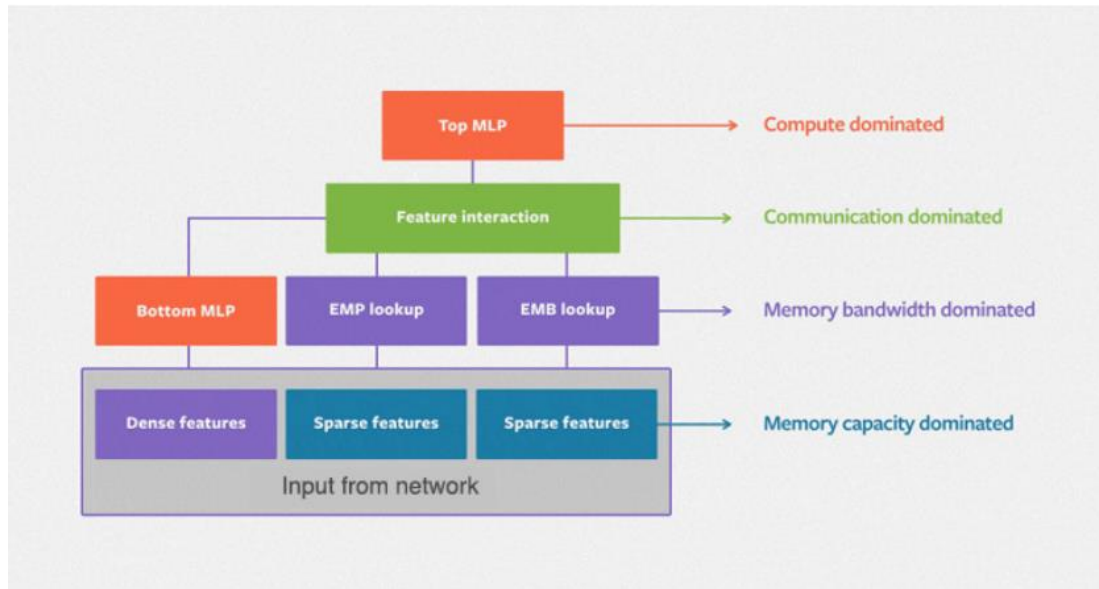 Top MLP
Compute dominated
Feature interaction
Communication dominated
Bottom MLP
EMP lookup
EMB lookup
Memory bandwidth dominated
Dense features
Sparse features
Sparse features
Memory capacity dominated
Input from network